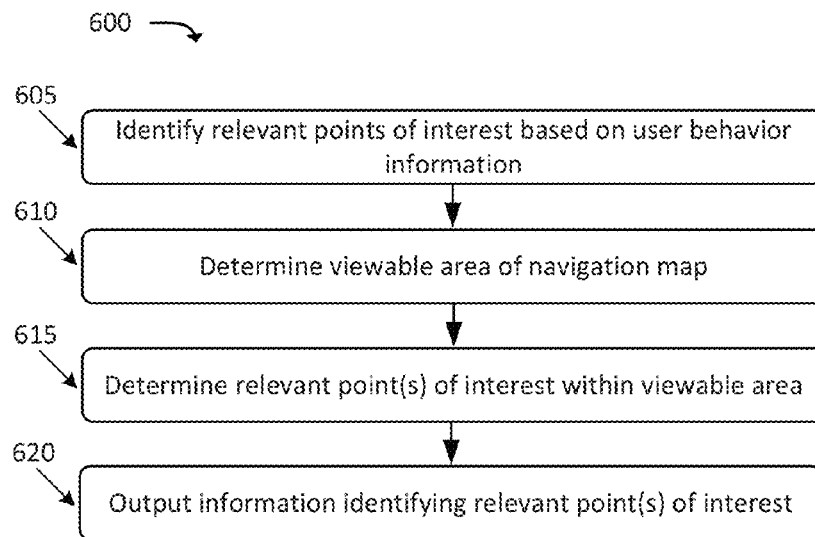 600
605
Identify relevant points of interest based on user behavior
information
610
Determine viewable area of navigation map
615
Determine relevant point(s) of interest within viewable area
620
Output information identifying relevant point(s) of interest